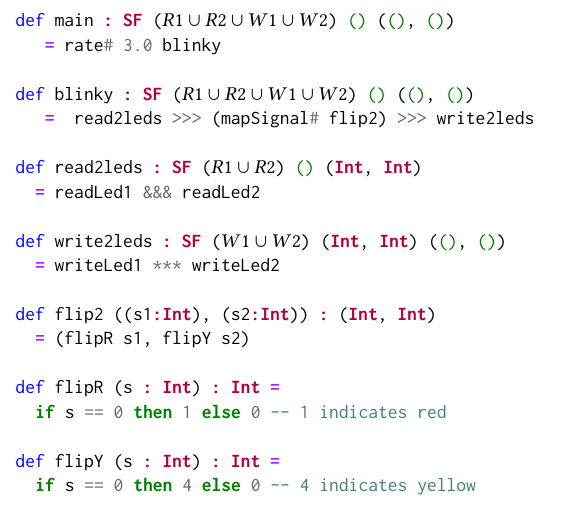 def main : SF (R1 ∪ R2 ∪ W1 ∪ W2) () ((), ())
= rate# 3.0 blinky
def blinky : SF (R1 ∪ R2 ∪ W1 ∪ W2) () ((), ())
= read2leds >>> (mapSignal# flip2) >>> write2leds
def read2leds : SF (R1 ∪ R2) () (Int, Int)
= readLed1 &&& readLed2
def write2leds : SF (W1 ∪ W2) (Int, Int) ((), ())
= writeLed1 *** writeLed2
def flip2 ((s1:Int), (s2:Int)) : (Int, Int)
= (flipR s1, flipY s2)
def flipR (s : Int) : Int =
if s == 0 then 1 else 0 -- 1 indicates red
def flipY (s : Int) : Int =
if s == 0 then 4 else 0 -- 4 indicates yellow